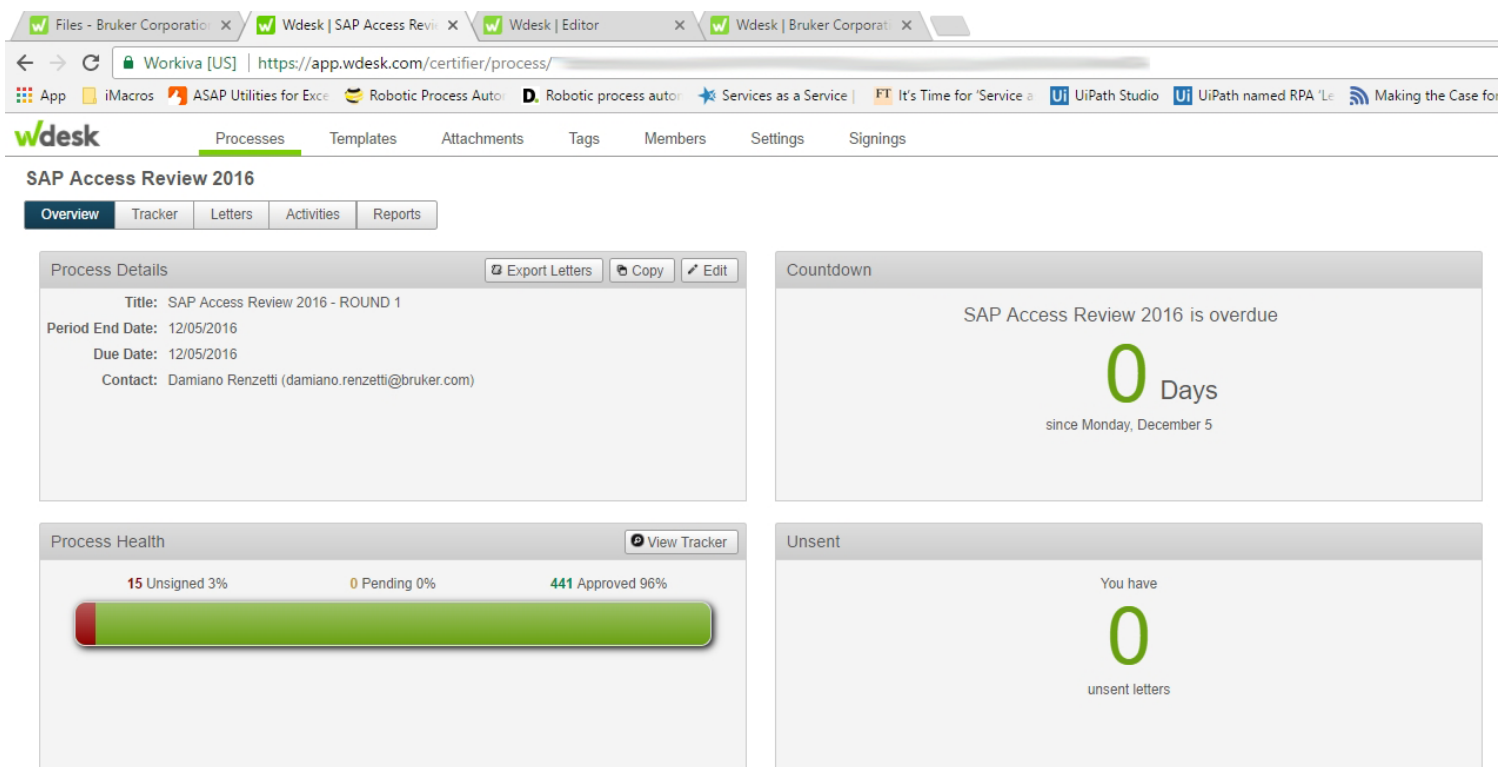 Files - Bruker Corporation
Wdesk | SAP Access Revie
Wdesk | Editor
Wdesk | Bruker Corporati
Workiva [US] | https://app.wdesk.com/certifier/process/
App iMacros ASAP Utilities for Exce Robotic Process Autor D. Robotic process autor Services as a Service | FT It's Time for 'Service a Ui UiPath Studio Ui UiPath named RPA 'Le Making the Case for
wdesk Processes Templates Attachments Tags Members Settings Signings
SAP Access Review 2016
Overview Tracker Letters Activities Reports
Process Details Export Letters Copy Edit
Title: SAP Access Review 2016 - ROUND 1
Period End Date: 12/05/2016
Due Date: 12/05/2016
Contact: Damiano Renzetti (damiano.renzetti@bruker.com)
Countdown
SAP Access Review 2016 is overdue
0 Days
since Monday, December 5
Process Health View Tracker
15 Unsigned 3% 0 Pending 0% 441 Approved 96%
Unsent
You have
0
unsent letters